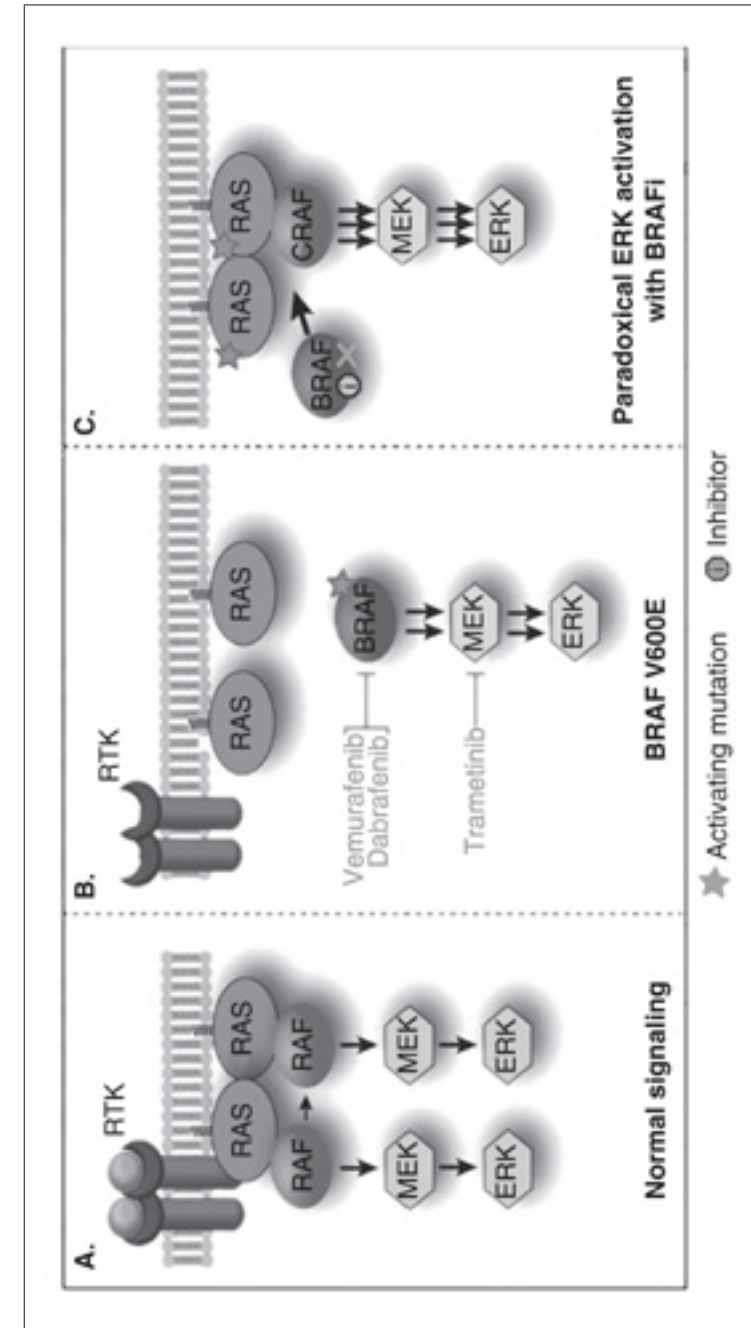 A.
RTK
RAS
RAS
RAF
RAF
MEK
MEK
ERK
ERK
Normal signaling
B.
RTK
RAS
RAS
Vemurafenib
Dabrafenib
BRAF
Trametinib
MEK
ERK
BRAF V600E
C.
RAS
RAS
BRAF
i
CRAF
MEK
ERK
Paradoxical ERK activation
with BRAFi
Activating mutation
i Inhibitor